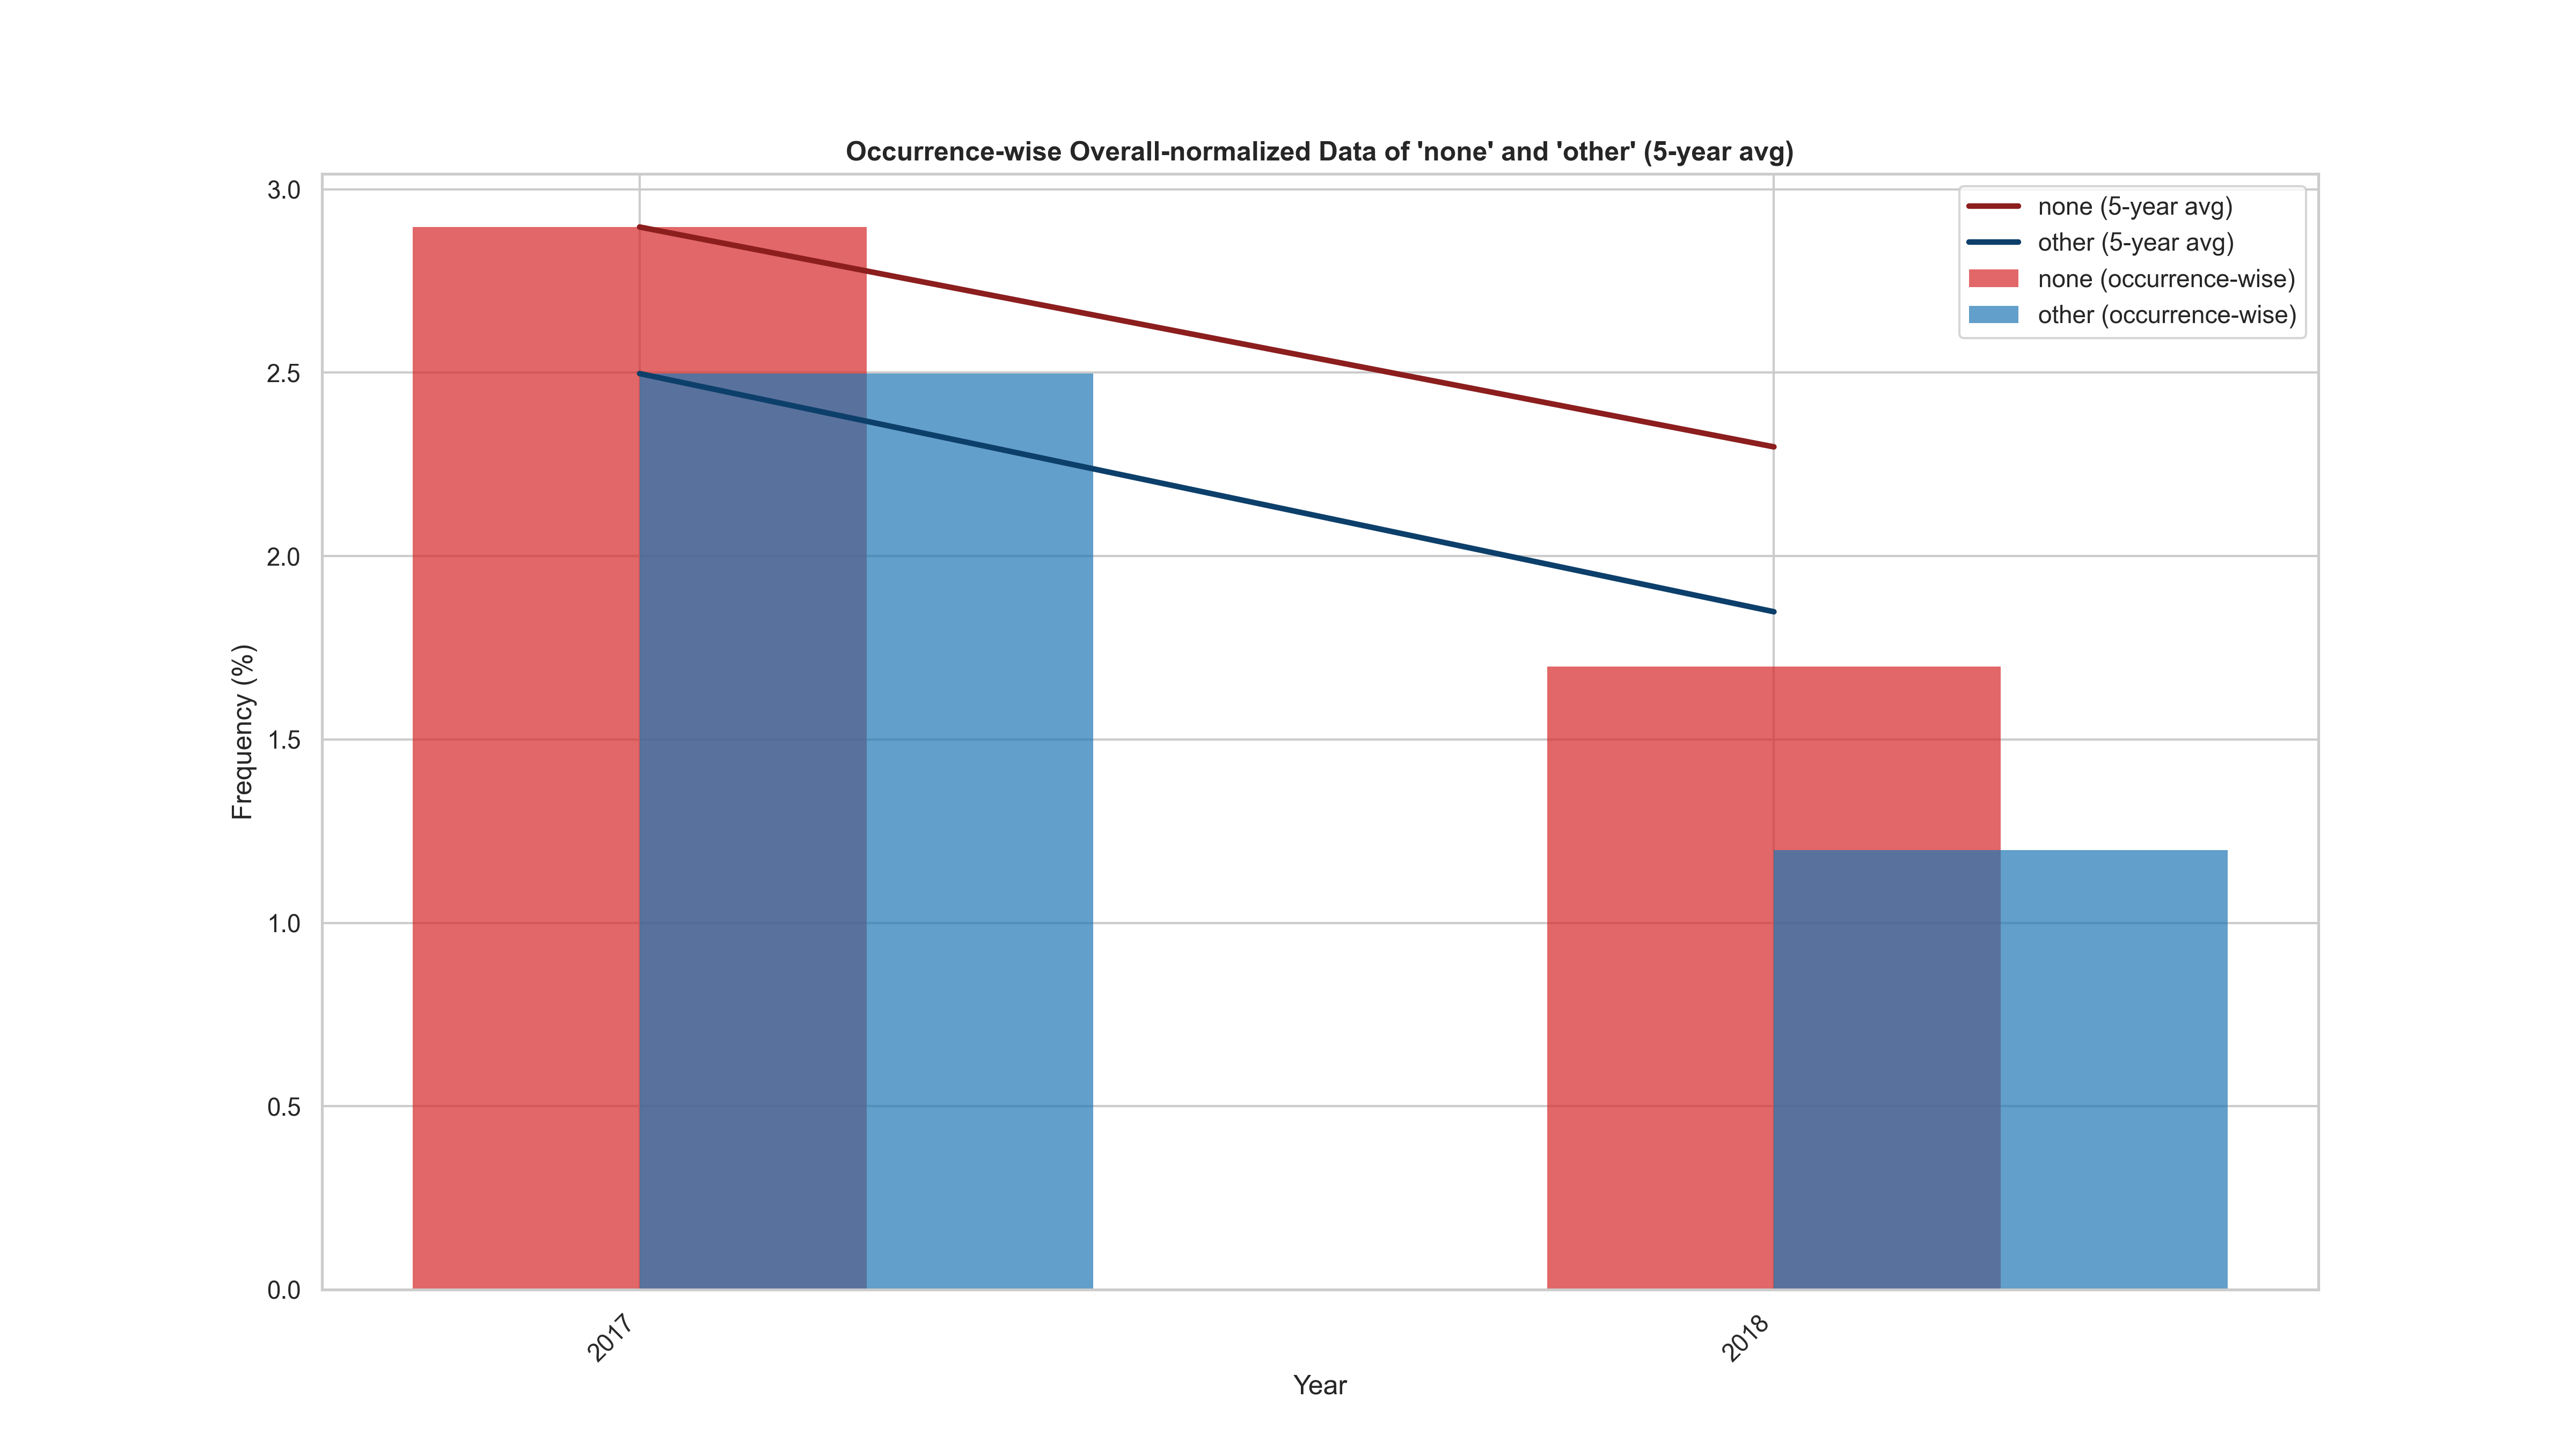 Occurrence-wise Overall-normalized Data of 'none' and 'other' (5-year avg)
none (5-year avg)
other (5-year avg)
none (occurrence-wise)
other (occurrence-wise)
Frequency (%)
3.0
2.5
2.0
1.5
1.0
0.5
0.0
2017
2018
Year